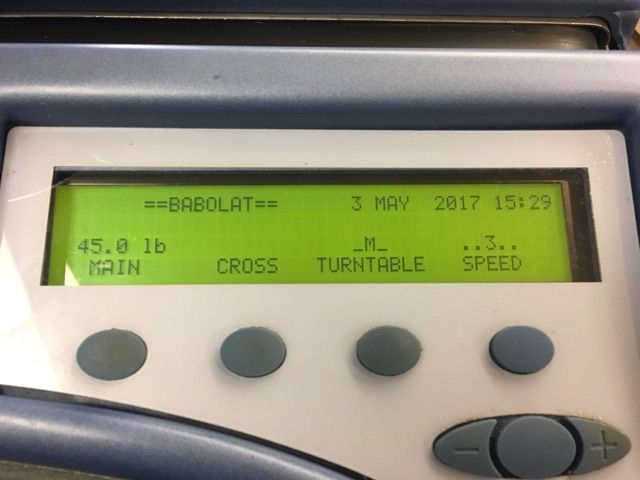 ==BABOLAT== 3 MAY 2017 15:29
45.0 lb _M_ ..3..
MAIN CROSS TURNTABLE SPEED
- +